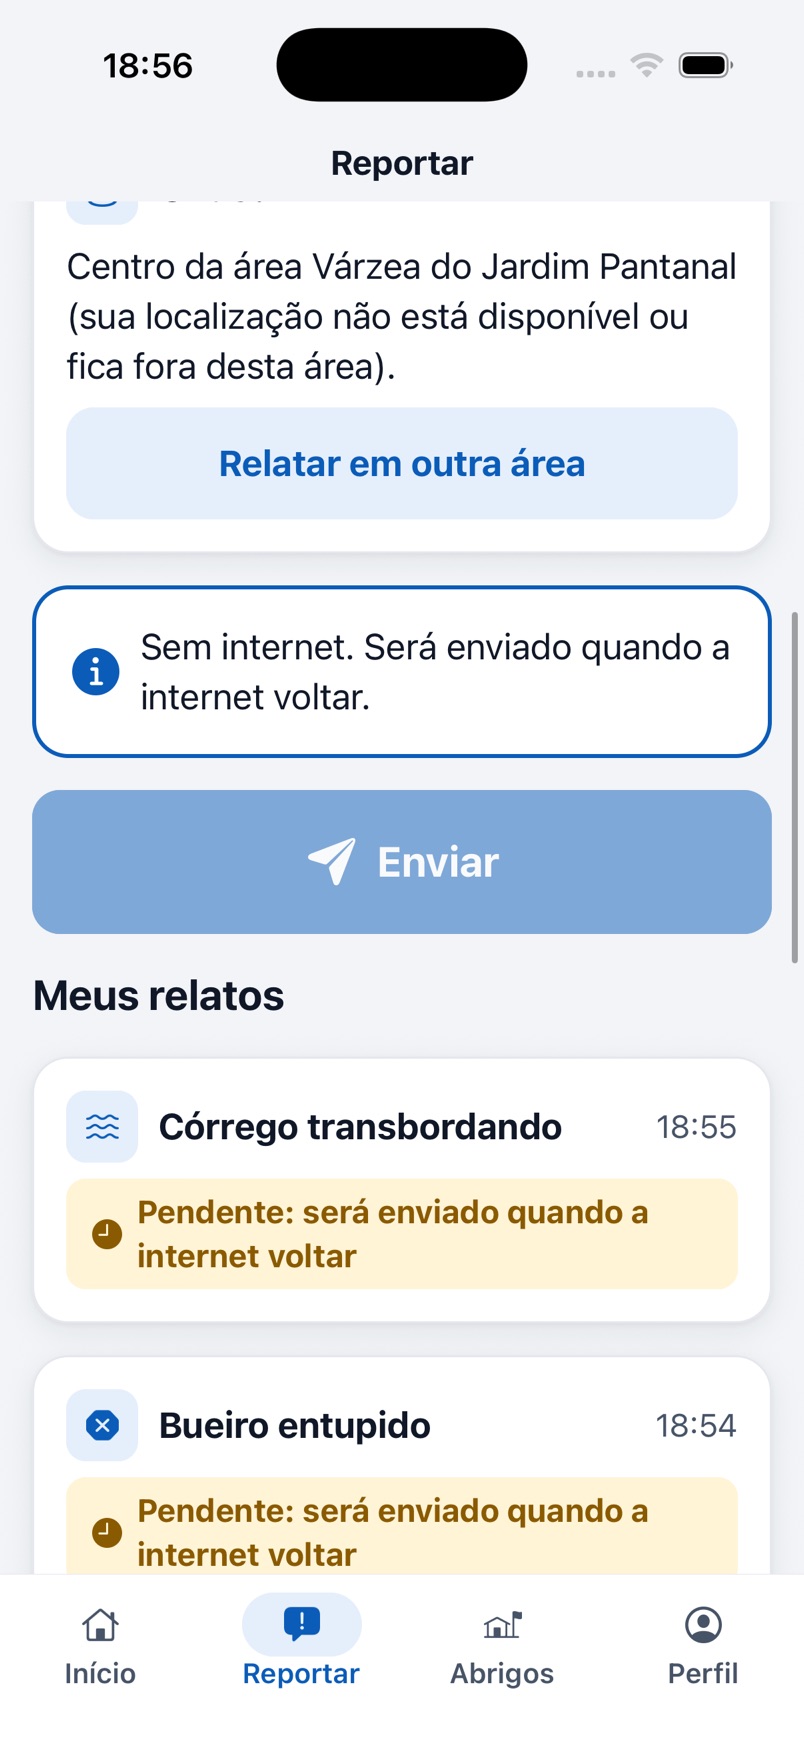 18:56
Reportar
Centro da área Várzea do Jardim Pantanal
(sua localização não está disponível ou
fica fora desta área).
Relatar em outra área
Sem internet. Será enviado quando a
internet voltar.
Enviar
Meus relatos
Córrego transbordando 18:55
Pendente: será enviado quando a
internet voltar
Bueiro entupido 18:54
Pendente: será enviado quando a
internet voltar
Início Reportar Abrigos Perfil